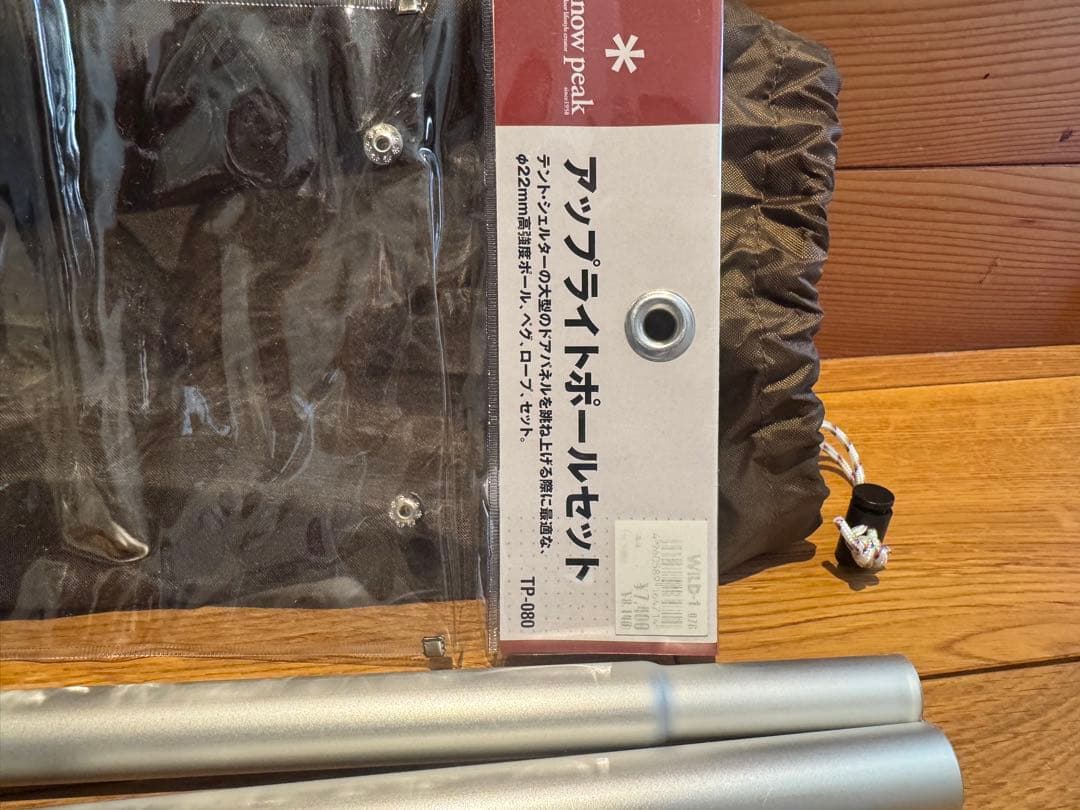 snow peak
since1958
アップライトポールセット
テント・シェルターの大型のドアパネルを跳ね上げる際に最適な、
φ22mm高強度ポール、ペグ、ロープ、セット。
TP-080
WILD-1
¥7,800